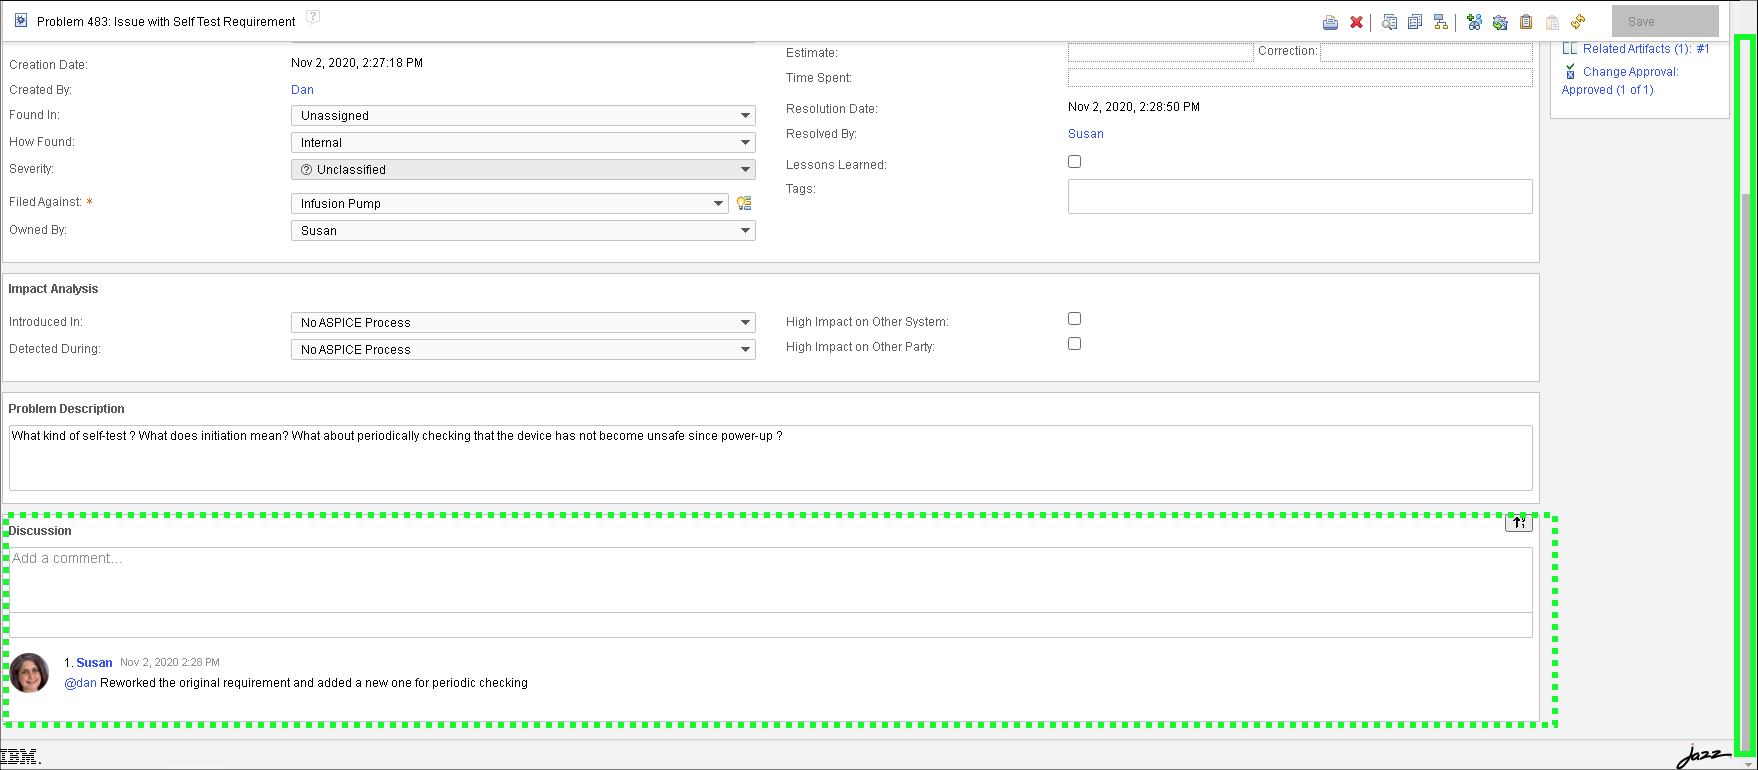 Problem 483: Issue with Self Test Requirement ?
Save
Creation Date: Nov 2, 2020, 2:27:18 PM
Created By: Dan
Found In: Unassigned
How Found: Internal
Severity: Unclassified
Filed Against: * Infusion Pump
Owned By: Susan
Estimate: Correction:
Time Spent:
Resolution Date: Nov 2, 2020, 2:28:50 PM
Resolved By: Susan
Lessons Learned:
Tags:
Related Artifacts (1): #1
Change Approval:
Approved (1 of 1)
Impact Analysis
Introduced In: No ASPICE Process
Detected During: No ASPICE Process
High Impact on Other System:
High Impact on Other Party:
Problem Description
What kind of self-test ? What does initiation mean? What about periodically checking that the device has not become unsafe since power-up ?
Discussion
Add a comment...
1. Susan Nov 2, 2020 2:28 PM
@dan Reworked the original requirement and added a new one for periodic checking
IBM.
jazz